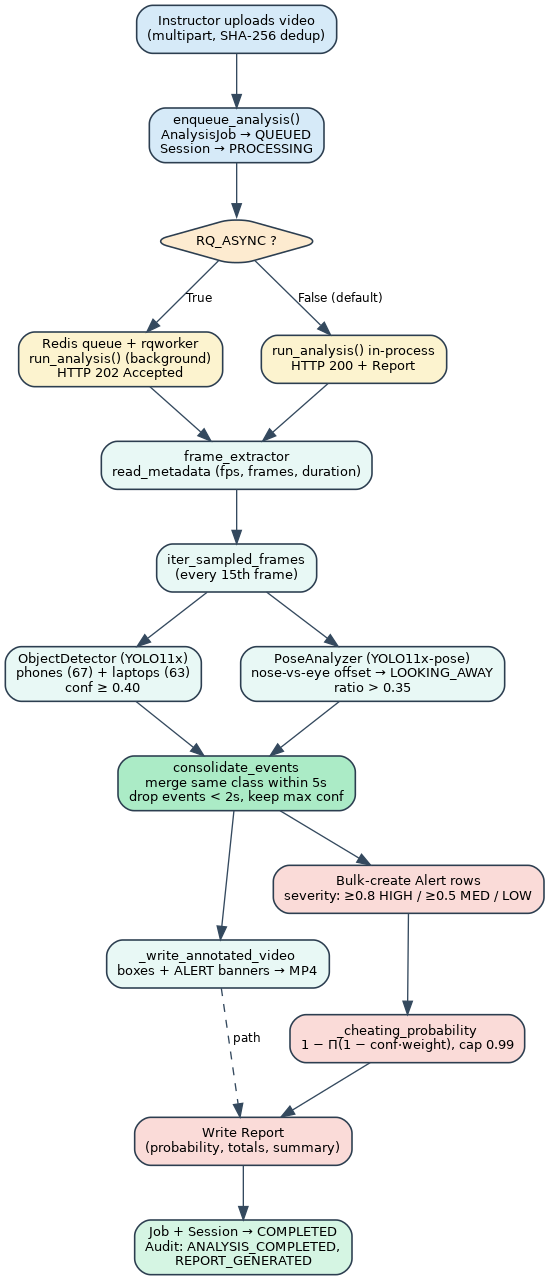 Instructor uploads video
(multipart, SHA-256 dedup)
enqueue_analysis()
AnalysisJob → QUEUED
Session → PROCESSING
RQ_ASYNC ?
True
False (default)
Redis queue + rqworker
run_analysis() (background)
HTTP 202 Accepted
run_analysis() in-process
HTTP 200 + Report
frame_extractor
read_metadata (fps, frames, duration)
iter_sampled_frames
(every 15th frame)
ObjectDetector (YOLO11x)
phones (67) + laptops (63)
conf ≥ 0.40
PoseAnalyzer (YOLO11x-pose)
nose-vs-eye offset → LOOKING_AWAY
ratio > 0.35
consolidate_events
merge same class within 5s
drop events < 2s, keep max conf
Bulk-create Alert rows
severity: ≥0.8 HIGH / ≥0.5 MED / LOW
_write_annotated_video
boxes + ALERT banners → MP4
_cheating_probability
1 − Π(1 − conf·weight), cap 0.99
path
Write Report
(probability, totals, summary)
Job + Session → COMPLETED
Audit: ANALYSIS_COMPLETED,
REPORT_GENERATED